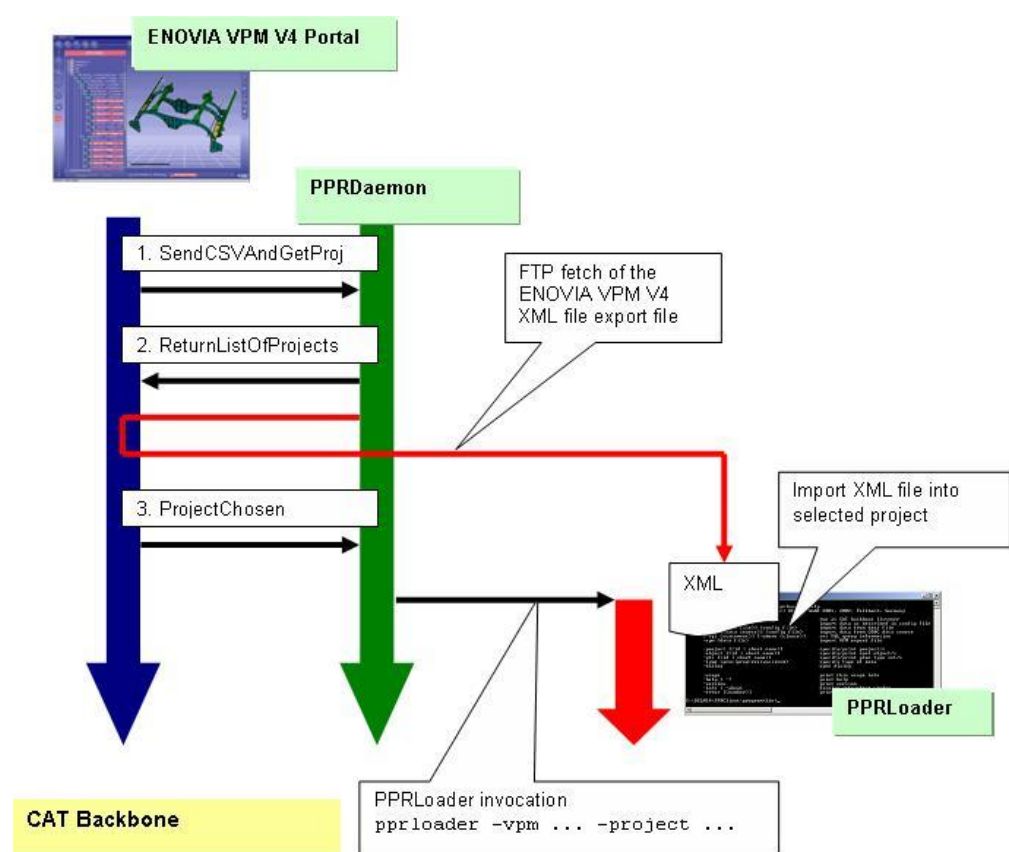 ENOVIA VPM V4 Portal
PPRDaemon
1. SendCSVAndGetProj
FTP fetch of the
ENOVIA VPM V4
XML file export file
2. ReturnListOfProjects
3. ProjectChosen
Import XML file into
selected project
XML
PPRLoader
PPRLoader invocation
pprloader -vpm ... -project ...
CAT Backbone